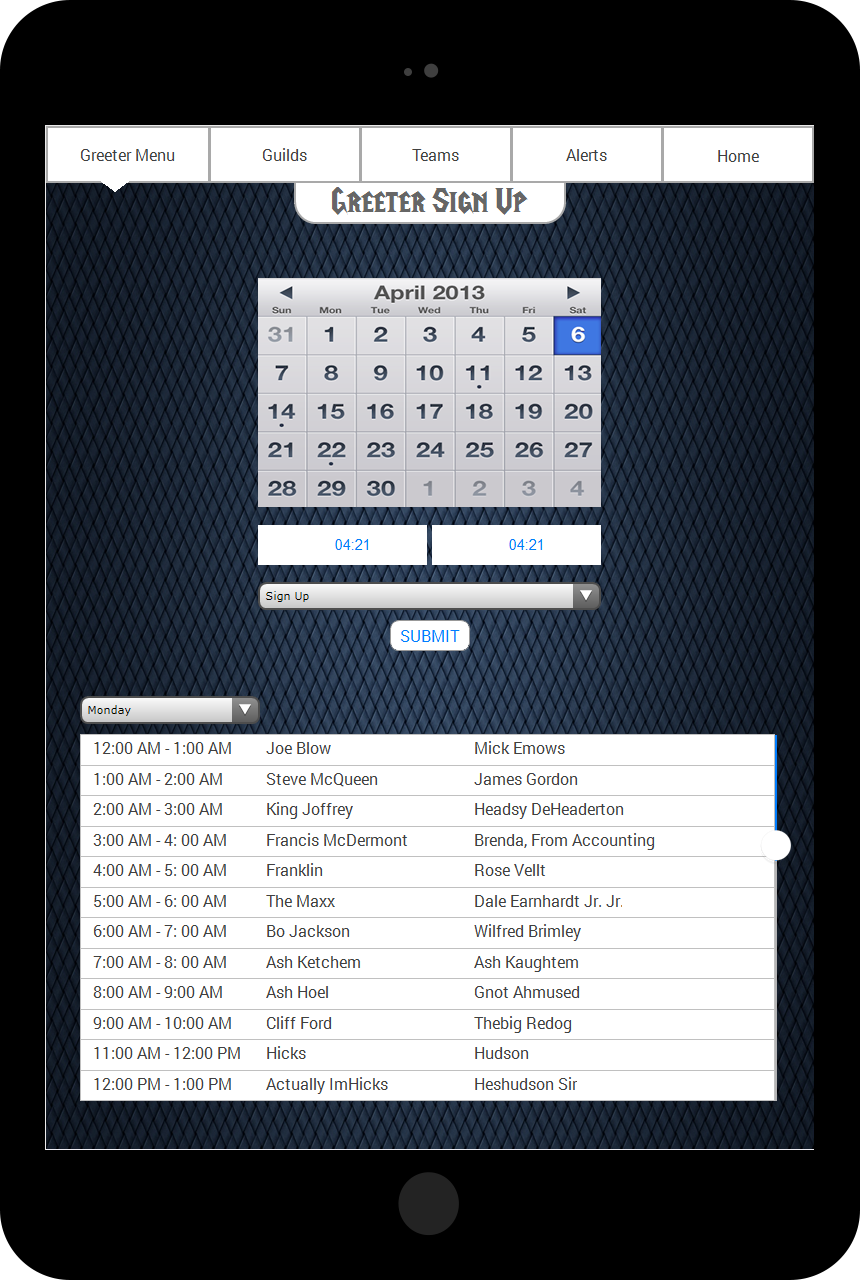 Greeter Menu Guilds Teams Alerts Home
Greeter Sign Up
◀ April 2013 ▶
Sun Mon Tue Wed Thu Fri Sat
31 1 2 3 4 5 6
7 8 9 10 11 12 13
14 15 16 17 18 19 20
21 22 23 24 25 26 27
28 29 30 1 2 3 4
04:21 04:21
Sign Up
SUBMIT
Monday
12:00 AM - 1:00 AM Joe Blow Mick Emows
1:00 AM - 2:00 AM Steve McQueen James Gordon
2:00 AM - 3:00 AM King Joffrey Headsy DeHeaderton
3:00 AM - 4: 00 AM Francis McDermont Brenda, From Accounting
4:00 AM - 5: 00 AM Franklin Rose Vellt
5:00 AM - 6: 00 AM The Maxx Dale Earnhardt Jr. Jr.
6:00 AM - 7: 00 AM Bo Jackson Wilfred Brimley
7:00 AM - 8: 00 AM Ash Ketchem Ash Kaughtem
8:00 AM - 9:00 AM Ash Hoel Gnot Ahmused
9:00 AM - 10:00 AM Cliff Ford Thebig Redog
11:00 AM - 12:00 PM Hicks Hudson
12:00 PM - 1:00 PM Actually ImHicks Heshudson Sir